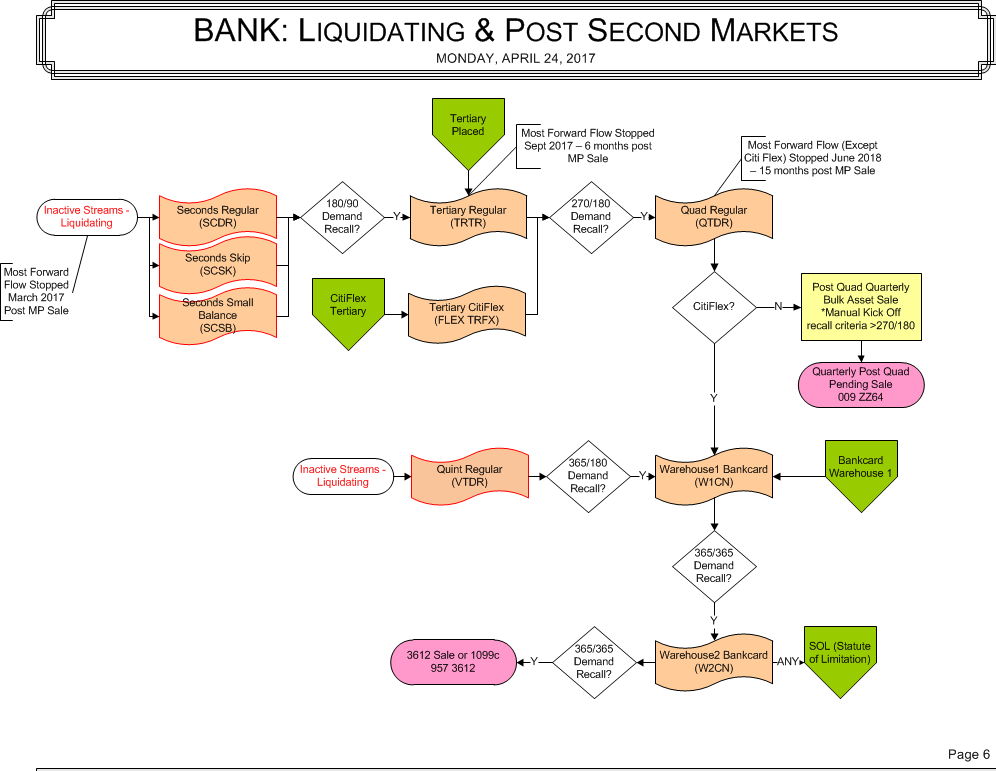 BANK: LIQUIDATING & POST SECOND MARKETS
MONDAY, APRIL 24, 2017
Tertiary
Placed
Most Forward Flow Stopped
Sept 2017 – 6 months post
MP Sale
Most Forward Flow (Except
Citi Flex) Stopped June 2018
– 15 months post MP Sale
Inactive Streams -
Liquidating
Seconds Regular
(SCDR)
180/90
Demand
Recall?
Y
Tertiary Regular
(TRTR)
270/180
Demand
Recall?
Y
Quad Regular
(QTDR)
Most Forward
Flow Stopped
March 2017
Post MP Sale
Seconds Skip
(SCSK)
Seconds Small
Balance
(SCSB)
CitiFlex
Tertiary
Tertiary CitiFlex
(FLEX TRFX)
CitiFlex?
N
Post Quad Quarterly
Bulk Asset Sale
*Manual Kick Off
recall criteria >270/180
Quarterly Post Quad
Pending Sale
009 ZZ64
Y
Inactive Streams -
Liquidating
Quint Regular
(VTDR)
365/180
Demand
Recall?
Y
Warehouse1 Bankcard
(W1CN)
Bankcard
Warehouse 1
365/365
Demand
Recall?
Y
3612 Sale or 1099c
957 3612
Y
365/365
Demand
Recall?
Warehouse2 Bankcard
(W2CN)
ANY
SOL (Statute
of Limitation)
Page 6